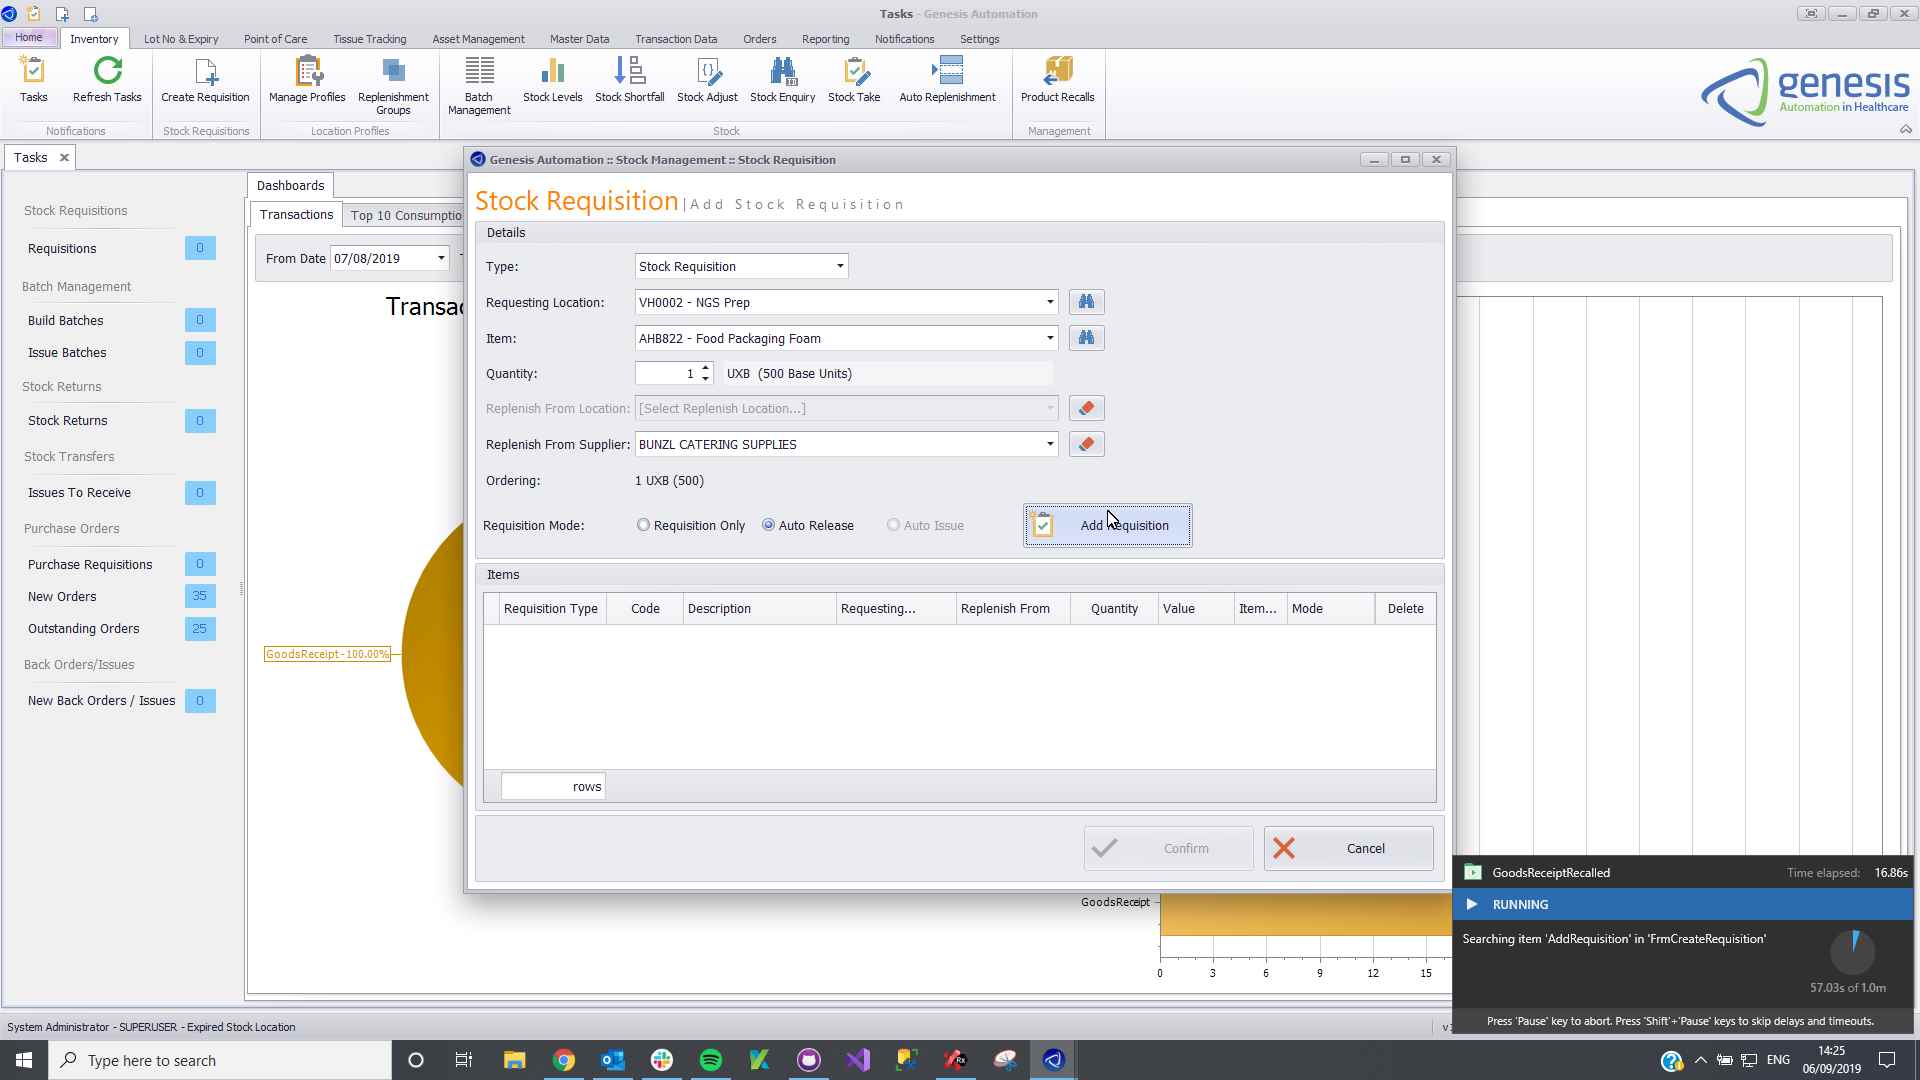 Tasks - Genesis Automation
Home
Inventory
Lot No & Expiry
Point of Care
Tissue Tracking
Asset Management
Master Data
Transaction Data
Orders
Reporting
Notifications
Settings
Tasks
Refresh Tasks
Create Requisition
Manage Profiles
Replenishment
Groups
Batch
Management
Stock Levels
Stock Shortfall
Stock Adjust
Stock Enquiry
Stock Take
Auto Replenishment
Product Recalls
Notifications
Stock Requisitions
Location Profiles
Stock
Management
genesis
Automation in Healthcare
Tasks
Stock Requisitions
Requisitions 0
Batch Management
Build Batches 0
Issue Batches 0
Stock Returns
Stock Returns 0
Stock Transfers
Issues To Receive 0
Purchase Orders
Purchase Requisitions 0
New Orders 35
Outstanding Orders 25
Back Orders/Issues
New Back Orders / Issues 0
Dashboards
Transactions
Top 10 Consumptio
From Date 07/08/2019
Transac
GoodsReceipt-100.00%
Genesis Automation :: Stock Management :: Stock Requisition
Stock Requisition | Add Stock Requisition
Details
Type: Stock Requisition
Requesting Location: VH0002 - NGS Prep
Item: AHB822 - Food Packaging Foam
Quantity: 1 UXB (500 Base Units)
Replenish From Location: [Select Replenish Location...]
Replenish From Supplier: BUNZL CATERING SUPPLIES
Ordering: 1 UXB (500)
Requisition Mode: Requisition Only Auto Release Auto Issue
Add Requisition
Items
Requisition Type Code Description Requesting... Replenish From Quantity Value Item... Mode Delete
rows
Confirm
Cancel
GoodsReceipt
0 3 6 9 12 15
GoodsReceiptRecalled Time elapsed: 16.86s
RUNNING
Searching item 'AddRequisition' in 'FrmCreateRequisition'
57.03s of 1.0m
Press 'Pause' key to abort. Press 'Shift'+'Pause' keys to skip delays and timeouts.
System Administrator - SUPERUSER - Expired Stock Location
Type here to search
ENG
14:25
06/09/2019